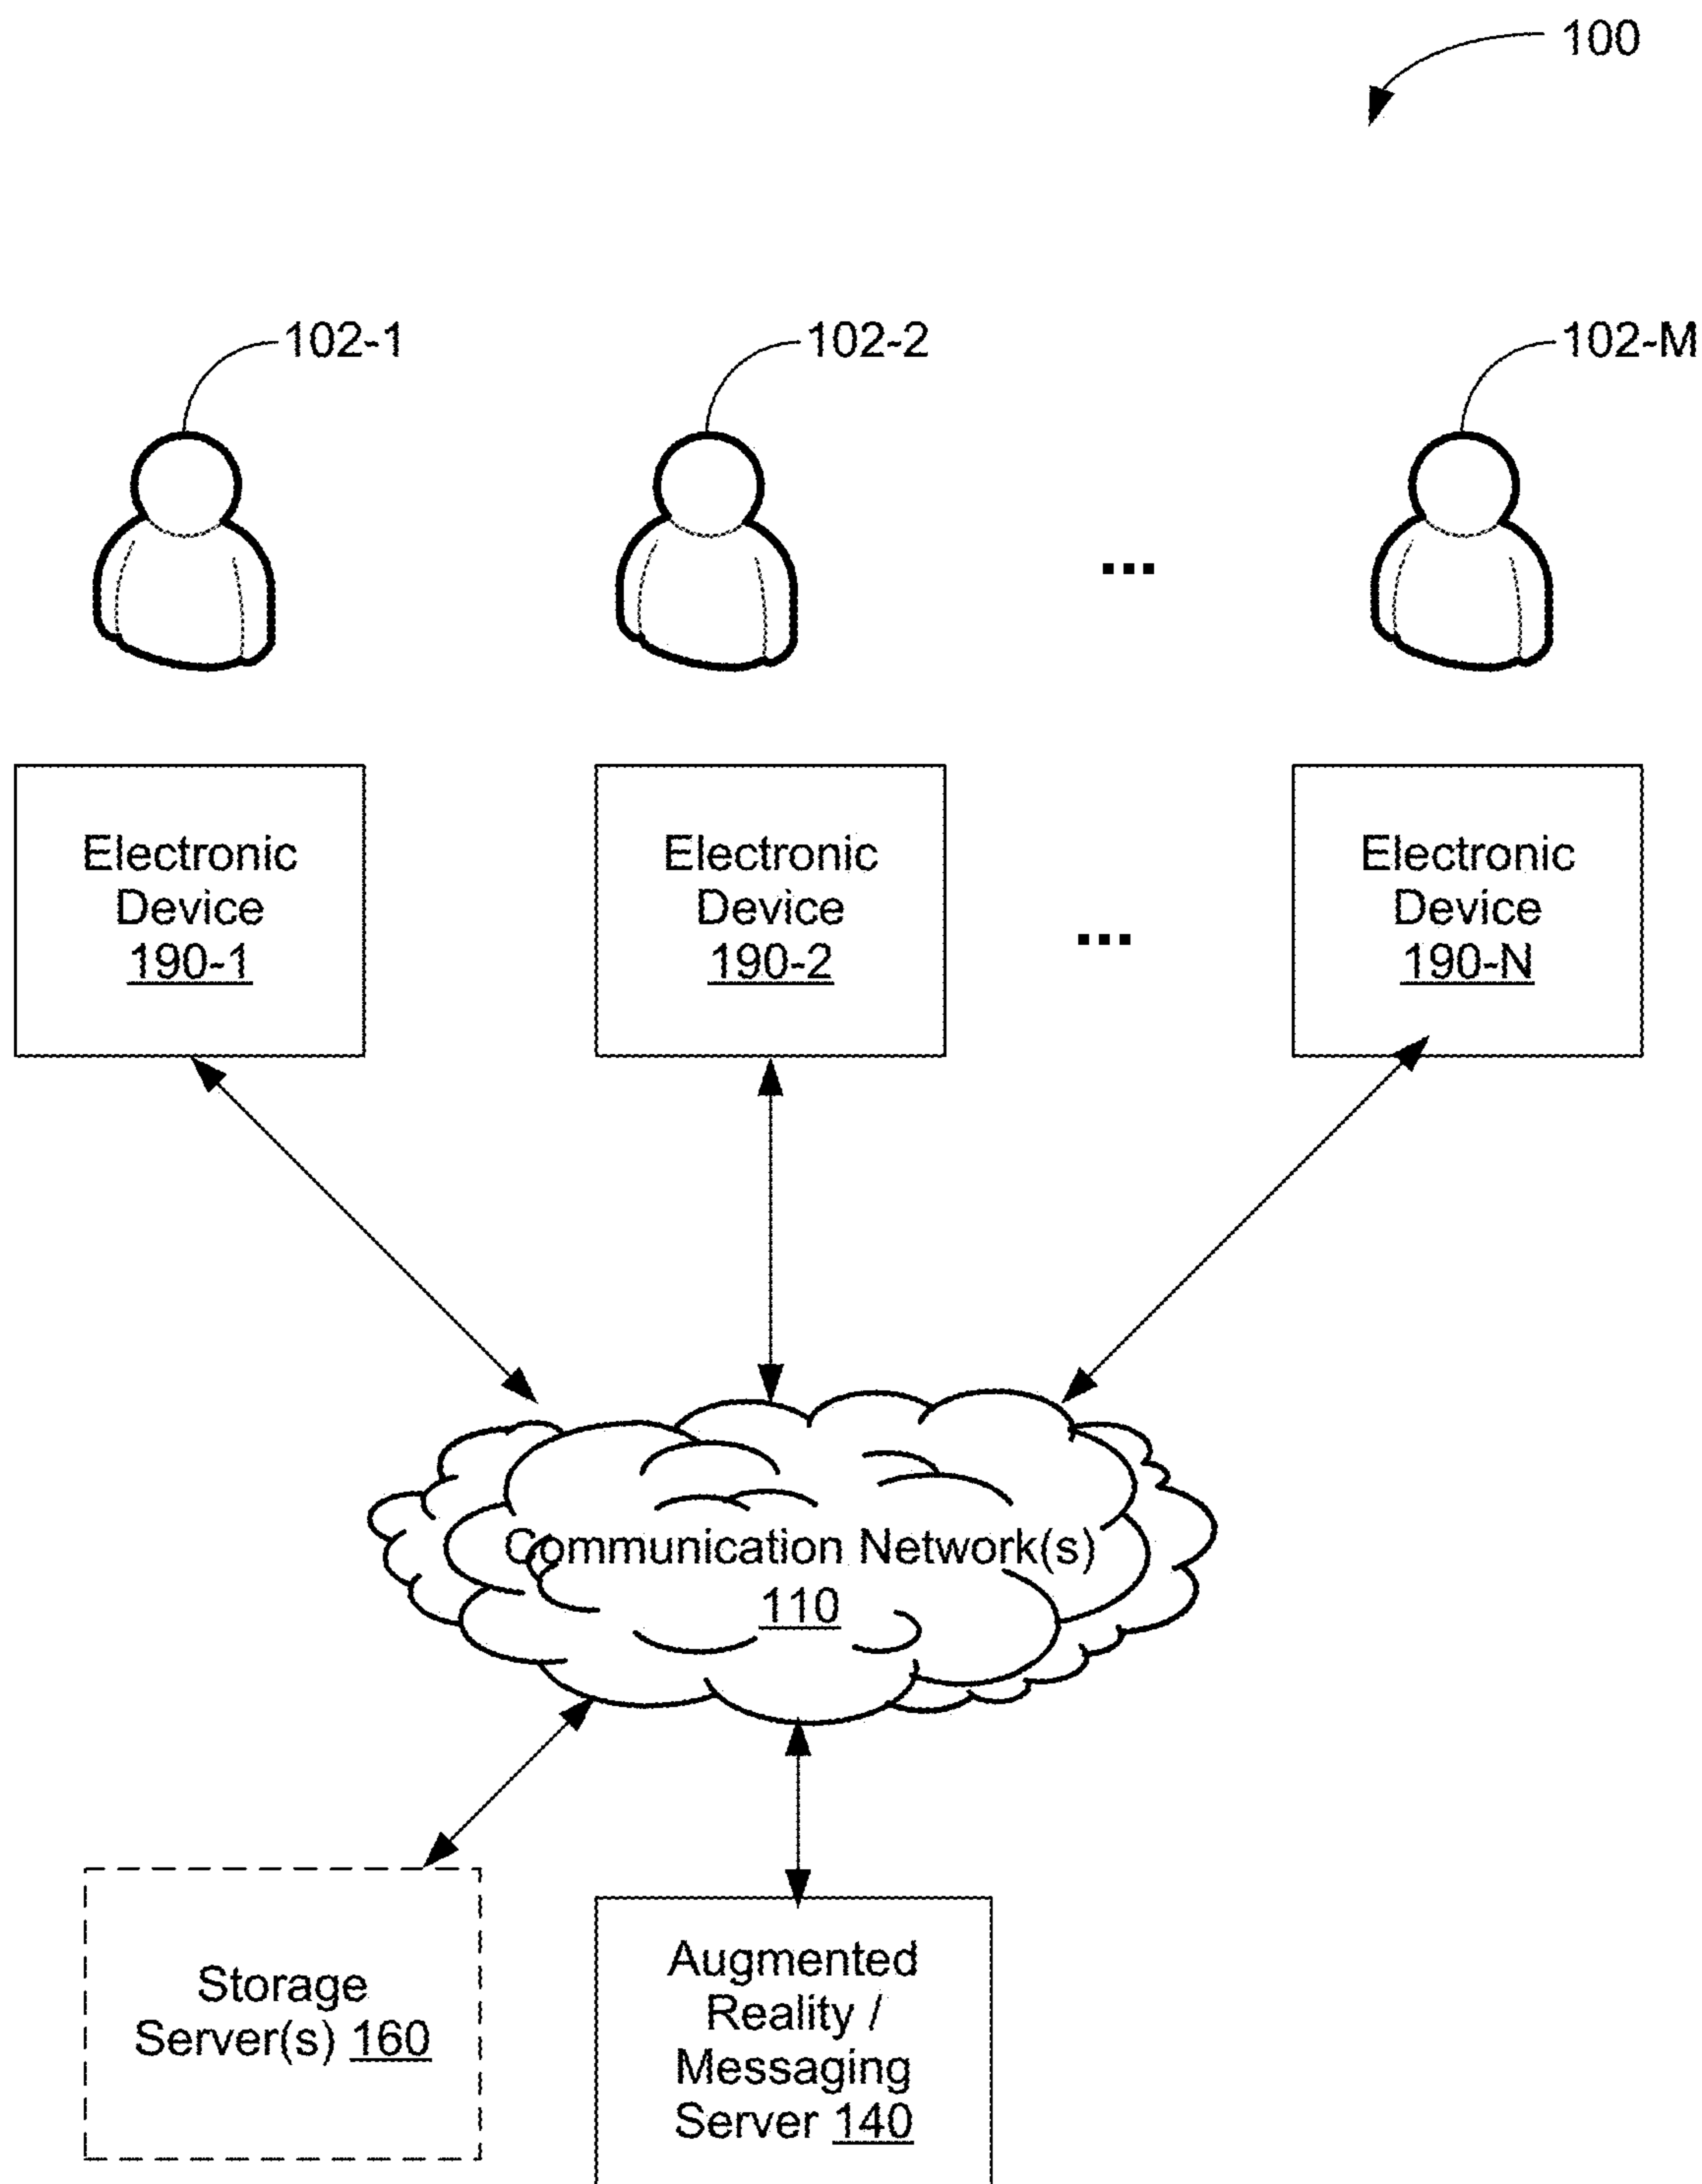 100
102-1
102-2
102-M
...
Electronic
Device
190-1
Electronic
Device
190-2
...
Electronic
Device
190-N
Communication Network(s)
110
Storage
Server(s) 160
Augmented
Reality /
Messaging
Server 140